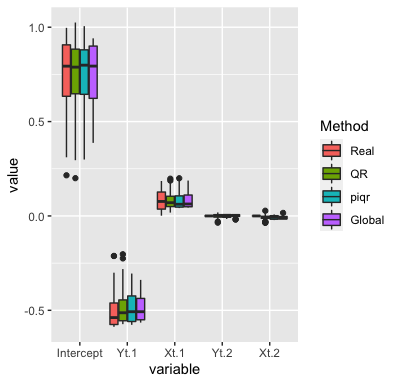 1.0
0.5
0.0
-0.5
value
Intercept Yt.1 Xt.1 Yt.2 Xt.2
variable
Method
Real
QR
piqr
Global